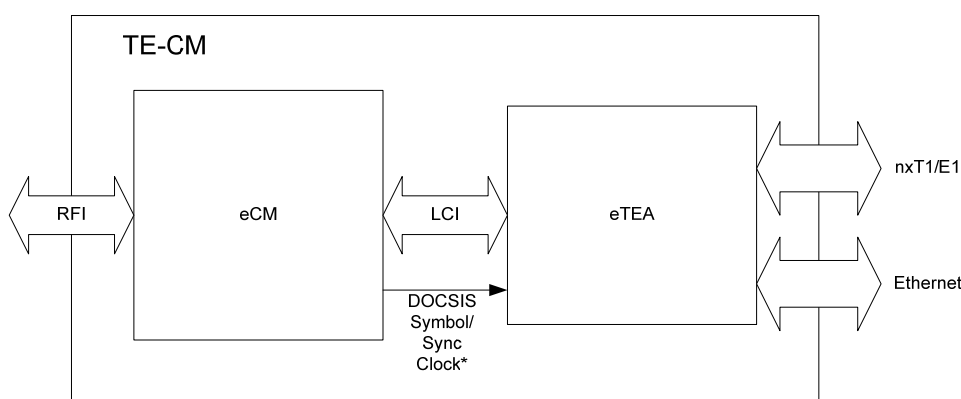 TE-CM
RFI
eCM
LCI
eTEA
nxT1/E1
Ethernet
DOCSIS
Symbol/
Sync
Clock*